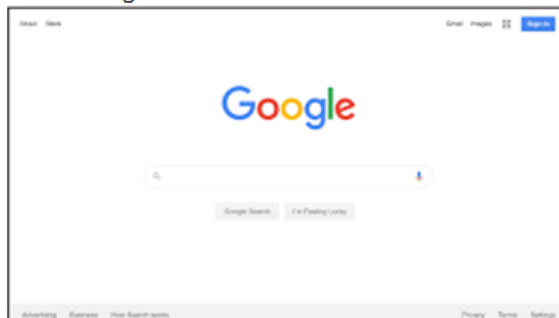 About Store Gmail Images Sign in
Google
Google Search I'm Feeling Lucky
Advertising Business How Search works Privacy Terms Settings